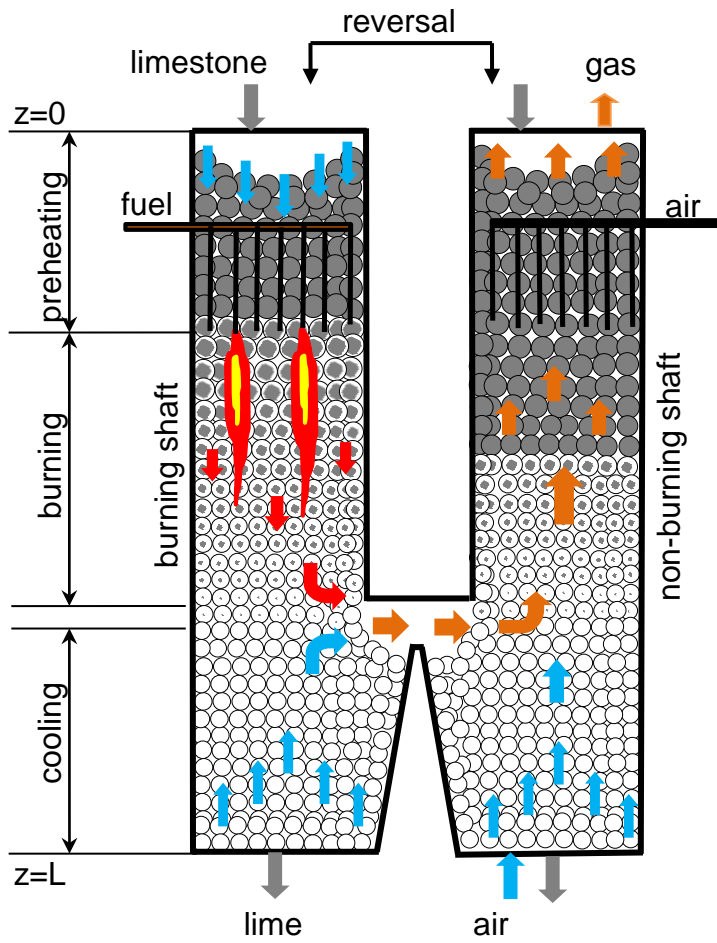 reversal
limestone
gas
z=0
fuel
air
preheating
burning
burning shaft
non-burning shaft
cooling
z=L
lime
air